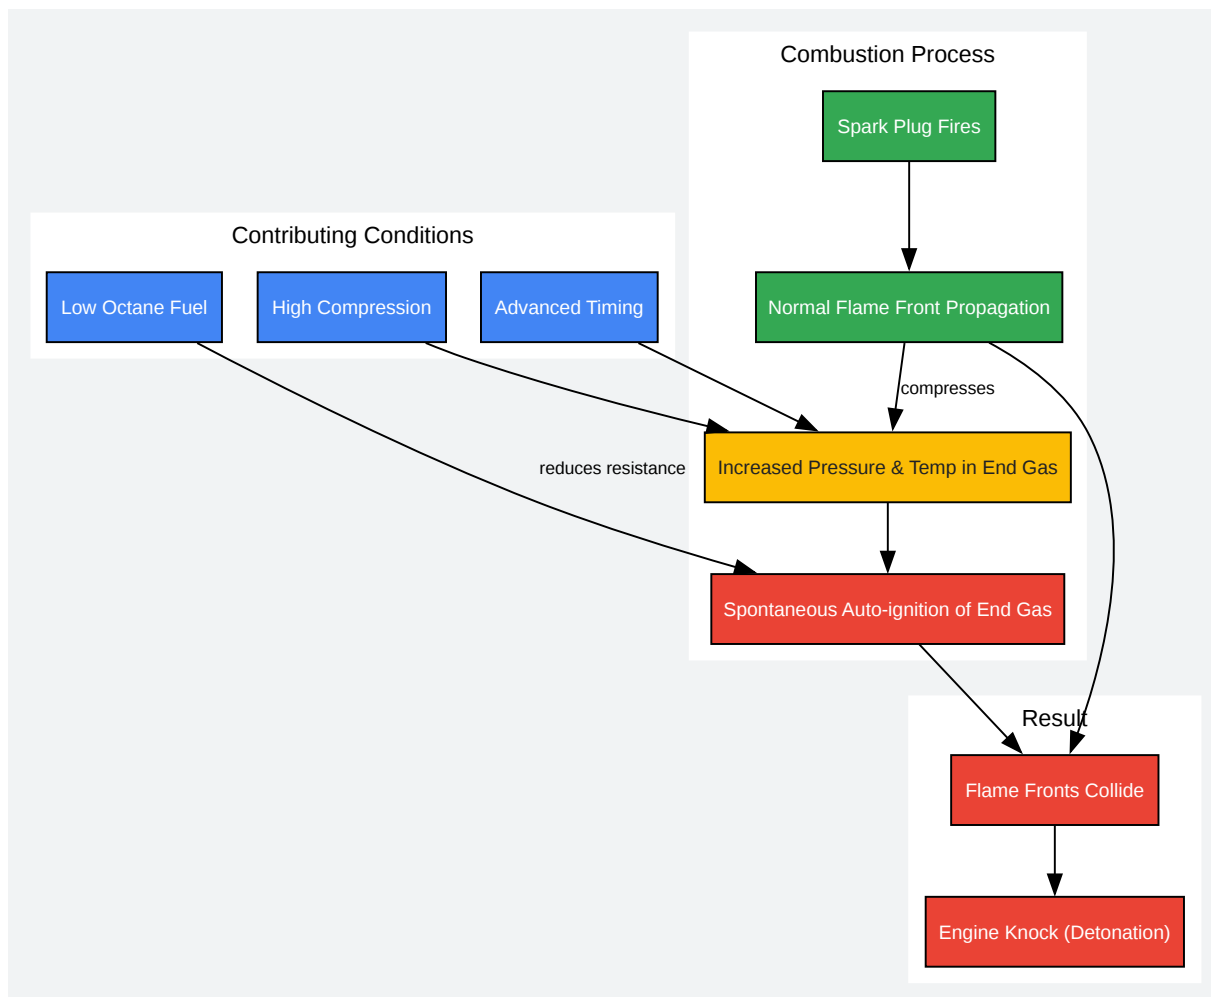 Combustion Process
Spark Plug Fires
Contributing Conditions
Low Octane Fuel
High Compression
Advanced Timing
Normal Flame Front Propagation
compresses
Increased Pressure & Temp in End Gas
reduces resistance
Spontaneous Auto-ignition of End Gas
Result
Flame Fronts Collide
Engine Knock (Detonation)